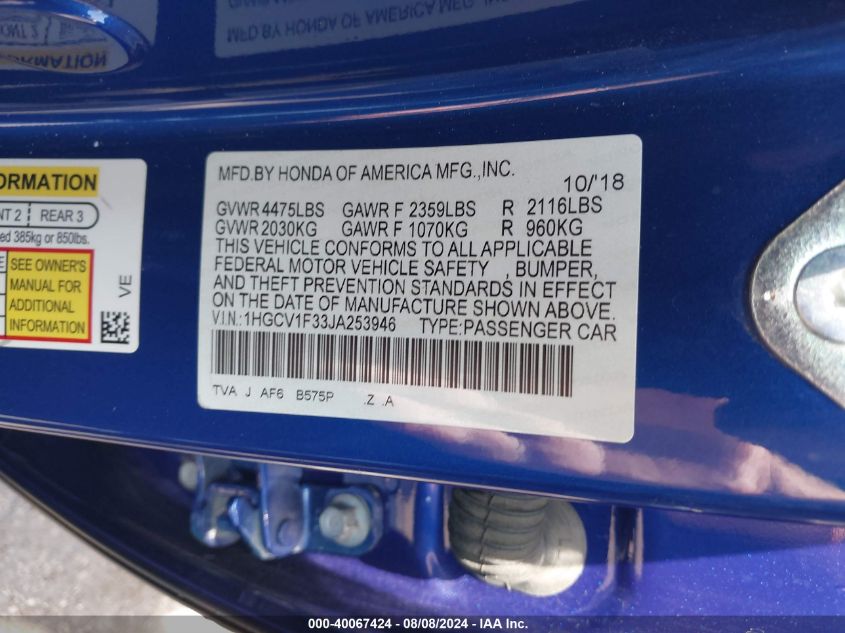 MFD.BY HONDA OF AMERICA MFG.,INC.
10/'18
GVWR 4475LBS GAWR F 2359LBS R 2116LBS
GVWR 2030KG GAWR F 1070KG R 960KG
THIS VEHICLE CONFORMS TO ALL APPLICABLE
FEDERAL MOTOR VEHICLE SAFETY , BUMPER,
AND THEFT PREVENTION STANDARDS IN EFFECT
ON THE DATE OF MANUFACTURE SHOWN ABOVE.
V.I.N.:1HGCV1F33JA253946 TYPE:PASSENGER CAR
TVA J AF6 B575P .Z .A
ORMATION
NT 2 REAR 3
ed 385kg or 850lbs.
SEE OWNER'S
MANUAL FOR
ADDITIONAL
INFORMATION
VE
000-40067424 - 08/08/2024 - IAA Inc.